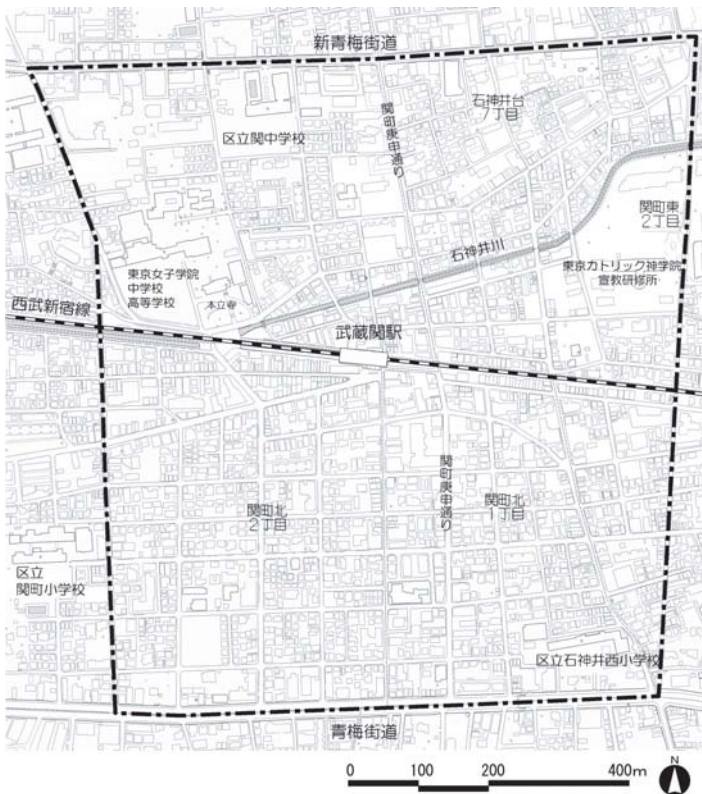 新青梅街道
石神井台
7丁目
関町庚申通り
区立関中学校
関町東
2丁目
石神井川
東京カトリック神学院
宣教研修所
東京女子学院
中学校
高等学校
本立寺
西武新宿線
武蔵関駅
関町庚申通り
関町北
2丁目
関町北
1丁目
区立
関町小学校
区立石神井西小学校
青梅街道
0 100 200 400m
N